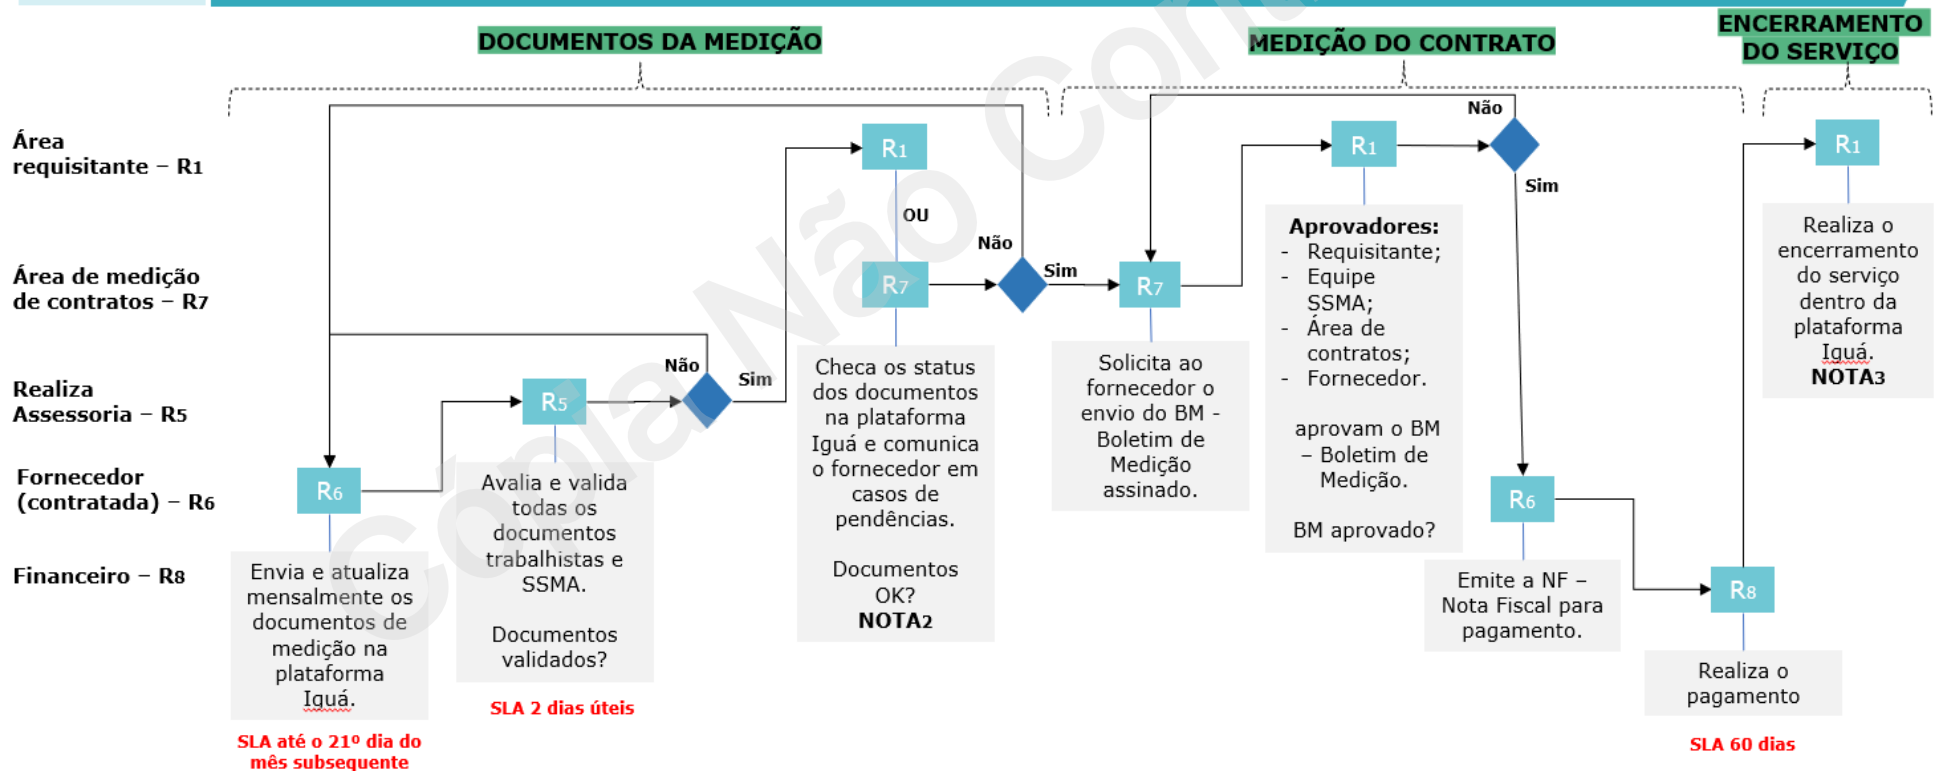 DOCUMENTOS DA MEDIÇÃO
MEDIÇÃO DO CONTRATO
ENCERRAMENTO
DO SERVIÇO
Área
requisitante – R1
Área de medição
de contratos – R7
Realiza
Assessoria – R5
Fornecedor
(contratada) – R6
Financeiro – R8
R6
Envia e atualiza
mensalmente os
documentos de
medição na
plataforma
Iguá.
SLA até o 21º dia do
mês subsequente
R5
Avalia e valida
todas os
documentos
trabalhistas e
SSMA.
Documentos
validados?
SLA 2 dias úteis
Não
Sim
R1
OU
R7
Checa os status
dos documentos
na plataforma
Iguá e comunica
o fornecedor em
casos de
pendências.
Documentos
OK?
NOTA2
Não
Sim
R7
Solicita ao
fornecedor o
envio do BM -
Boletim de
Medição
assinado.
R1
Aprovadores:
- Requisitante;
- Equipe
SSMA;
- Área de
contratos;
- Fornecedor.
aprovam o BM
– Boletim de
Medição.
BM aprovado?
Não
Sim
R6
Emite a NF –
Nota Fiscal para
pagamento.
R8
Realiza o
pagamento
SLA 60 dias
R1
Realiza o
encerramento
do serviço
dentro da
plataforma
Iguá.
NOTA3
Cópia Não Cont